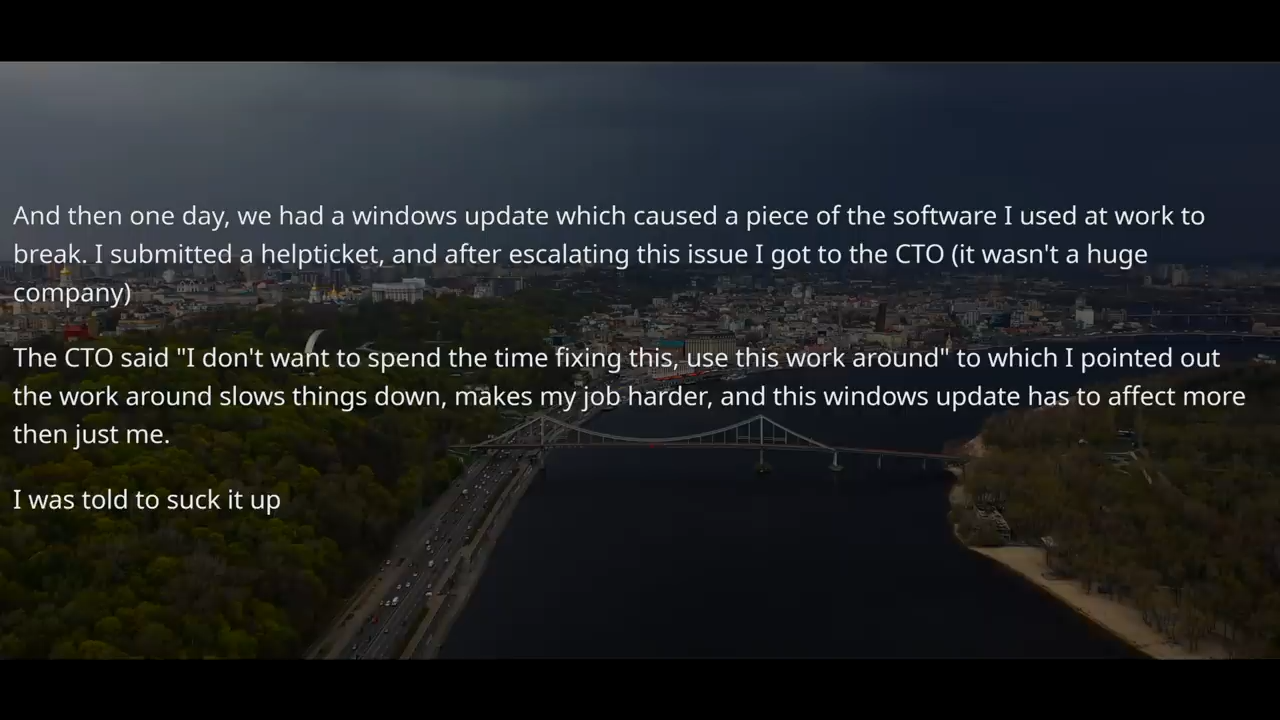 And then one day, we had a windows update which caused a piece of the software I used at work to
break. I submitted a helpticket, and after escalating this issue I got to the CTO (it wasn't a huge
company)
The CTO said "I don't want to spend the time fixing this, use this work around" to which I pointed out
the work around slows things down, makes my job harder, and this windows update has to affect more
then just me.
I was told to suck it up